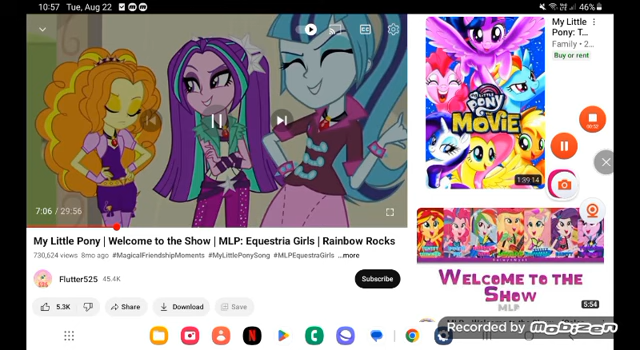 10:57 Tue, Aug 22
46%
CC
7:06 / 29:56
My Little Pony | Welcome to the Show | MLP: Equestria Girls | Rainbow Rocks
730,624 views 8mo ago #MagicalFriendshipMoments #MyLittlePonySong #MLPEquestriaGirls ...more
Flutter525 45.4K
Subscribe
5.3K
Share
Download
Save
My Little
Pony: T...
Family • 2...
Buy or rent
MY LITTLE
PONY
MOVIE
1:39:14
WELCOME TO THE
SHOW
MLP
5:54
Recorded by MOBIZEN